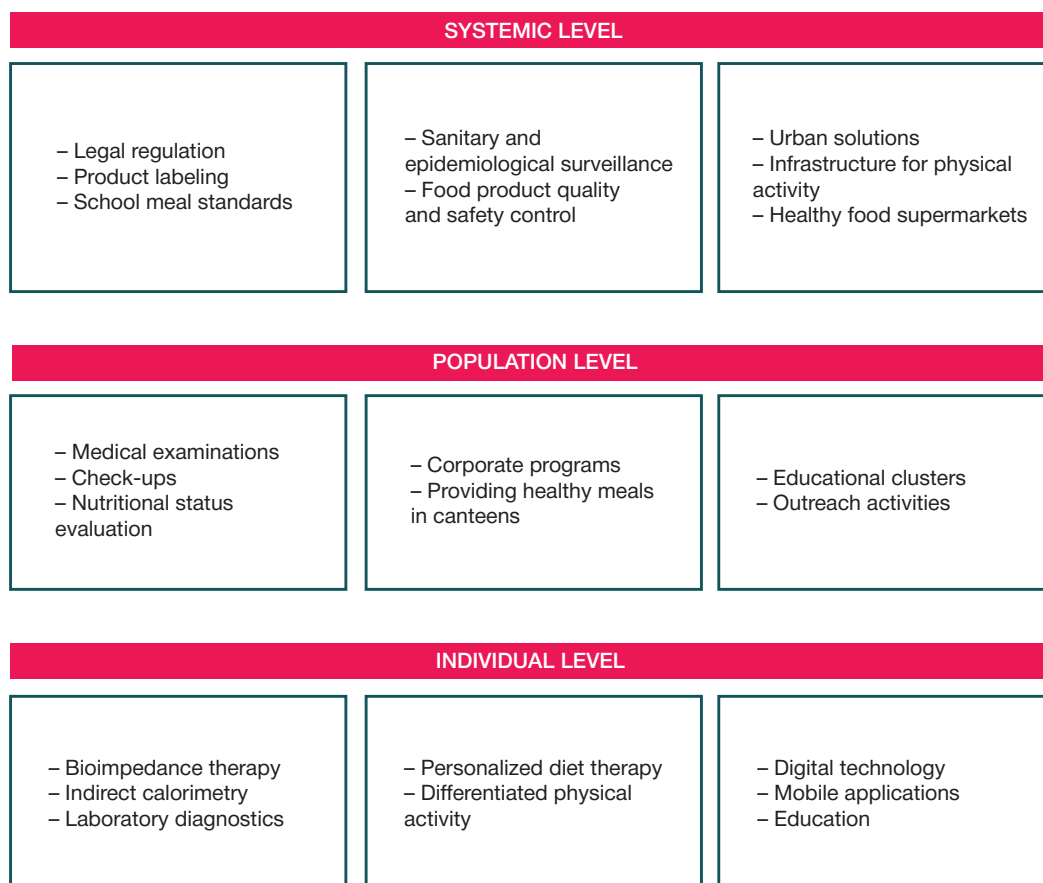 SYSTEMIC LEVEL
– Legal regulation
– Product labeling
– School meal standards
– Sanitary and
epidemiological surveillance
– Food product quality
and safety control
– Urban solutions
– Infrastructure for physical
activity
– Healthy food supermarkets
POPULATION LEVEL
– Medical examinations
– Check-ups
– Nutritional status
evaluation
– Corporate programs
– Providing healthy meals
in canteens
– Educational clusters
– Outreach activities
INDIVIDUAL LEVEL
– Bioimpedance therapy
– Indirect calorimetry
– Laboratory diagnostics
– Personalized diet therapy
– Differentiated physical
activity
– Digital technology
– Mobile applications
– Education